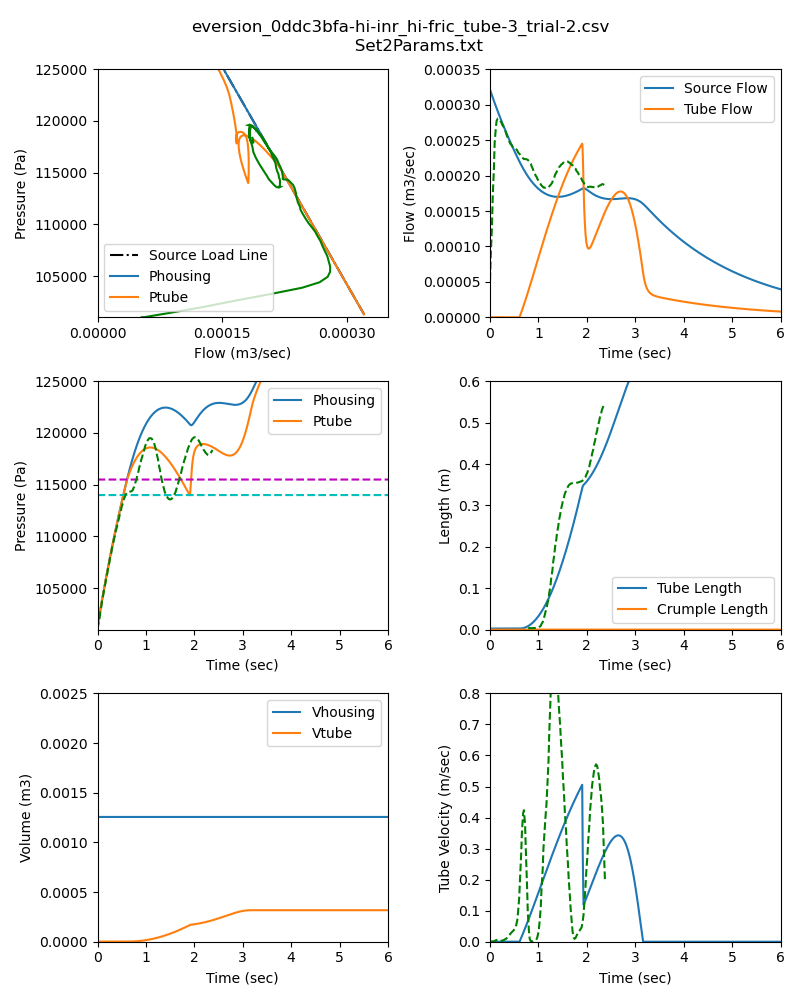 eversion_0ddc3bfa-hi-inr_hi-fric_tube-3_trial-2.csv
Set2Params.txt
125000
120000
115000
110000
105000
Pressure (Pa)
Source Load Line
Phousing
Ptube
0.00000
0.00015
0.00030
Flow (m3/sec)
0.00035
0.00030
0.00025
0.00020
0.00015
0.00010
0.00005
0.00000
Flow (m3/sec)
Source Flow
Tube Flow
0 1 2 3 4 5 6
Time (sec)
125000
120000
115000
110000
105000
Pressure (Pa)
Phousing
Ptube
0 1 2 3 4 5 6
Time (sec)
0.6
0.5
0.4
0.3
0.2
0.1
0.0
Length (m)
Tube Length
Crumple Length
0 1 2 3 4 5 6
Time (sec)
0.0025
0.0020
0.0015
0.0010
0.0005
0.0000
Volume (m3)
Vhousing
Vtube
0 1 2 3 4 5 6
Time (sec)
0.8
0.7
0.6
0.5
0.4
0.3
0.2
0.1
0.0
Tube Velocity (m/sec)
0 1 2 3 4 5 6
Time (sec)